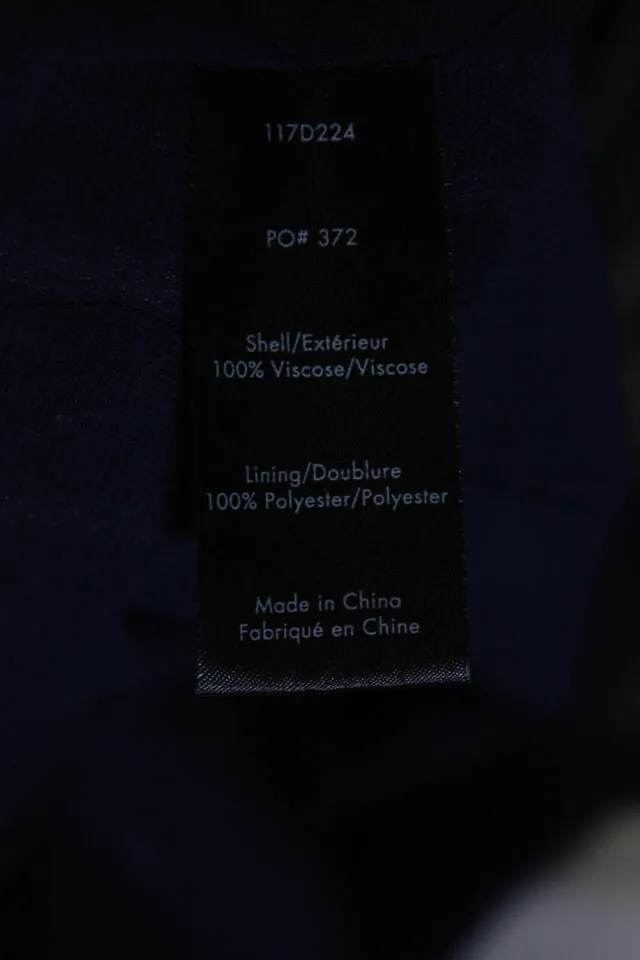 117D224
PO# 372
Shell/Extérieur
100% Viscose/Viscose
Lining/Doublure
100% Polyester/Polyester
Made in China
Fabriqué en Chine